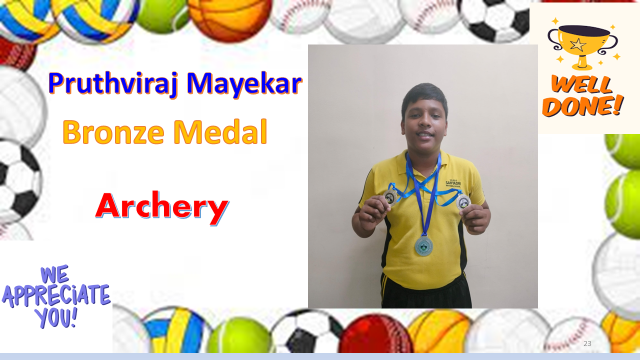 Pruthviraj Mayekar
Bronze Medal
Archery
WELL
DONE!
WE
APPRECiATE
YOU!
23